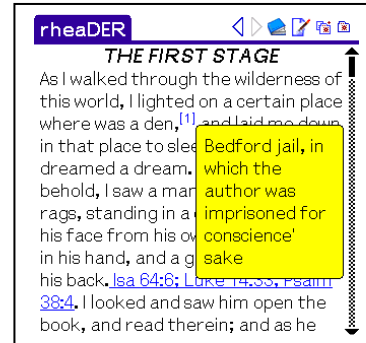 rheaDER
THE FIRST STAGE
As I walked through the wilderness of
this world, I lighted on a certain place
where was a den,[1] and laid me down
in that place to slee
dreamed a dream.
behold, I saw a man
rags, standing in a
his face from his ow
in his hand, and a g
his back. Isa 64:6; Luke 14:33; Psalm
38:4. I looked and saw him open the
book, and read therein; and as he
Bedford jail, in
which the
author was
imprisoned for
conscience'
sake